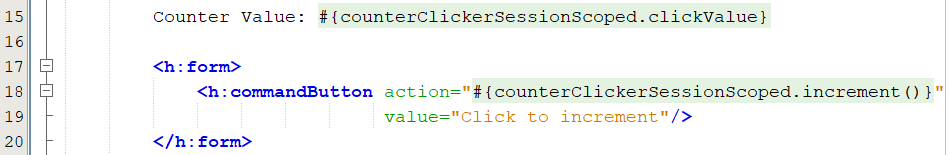 15 Counter Value: #{counterClickerSessionScoped.clickValue}
16
17 <h:form>
18 <h:commandButton action="#{counterClickerSessionScoped.increment()}"
19 value="Click to increment"/>
20 </h:form>